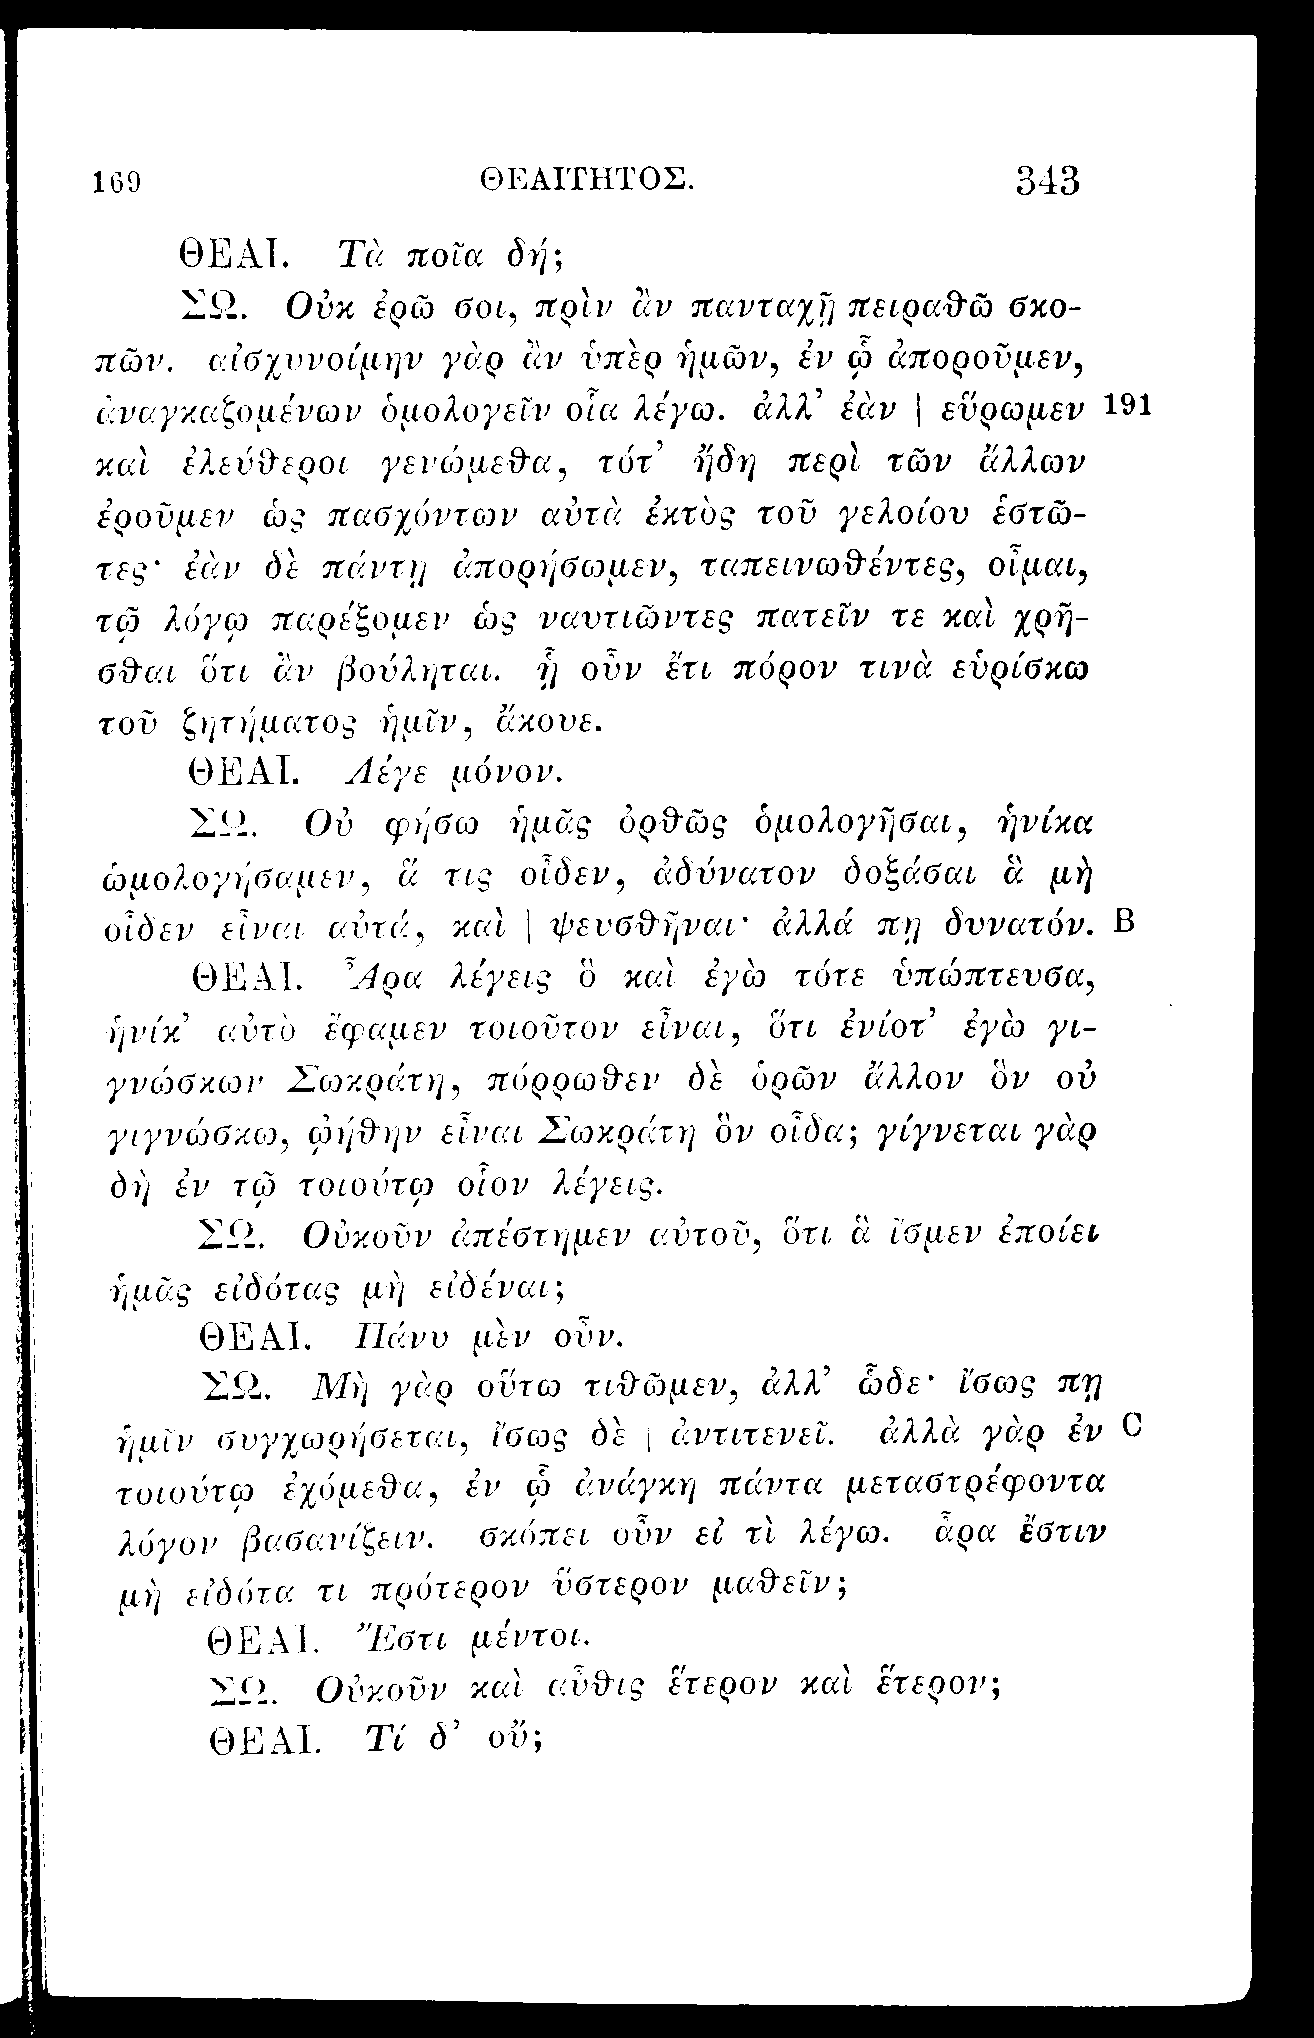 169 ΘΕΑΙΤΗΤΟΣ. 343
ΘΕΑΙ. Τὰ ποῖα δή;
ΣΩ. Οὐκ ἐρῶ σοι, πρὶν ἂν πανταχῇ πειραθῶ σκο-
πῶν. αἰσχυνοίμην γὰρ ἂν ὑπὲρ ἡμῶν, ἐν ᾧ ἀποροῦμεν,
ἀναγκαζομένων ὁμολογεῖν οἷα λέγω. ἀλλ’ ἐὰν | εὕρωμεν 191
καὶ ἐλεύθεροι γενώμεθα, τότ’ ἤδη περὶ τῶν ἄλλων
ἐροῦμεν ὡς πασχόντων αὐτὰ ἐκτὸς τοῦ γελοίου ἑστῶ-
τες· ἐὰν δὲ πάντῃ ἀπορήσωμεν, ταπεινωθέντες, οἶμαι,
τῷ λόγῳ παρέξομεν ὡς ναυτιῶντες πατεῖν τε καὶ χρῆ-
σθαι ὅτι ἂν βούληται. ᾗ οὖν ἔτι πόρον τινὰ εὑρίσκω
τοῦ ζητήματος ἡμῖν, ἄκουε.
ΘΕΑΙ. Λέγε μόνον.
ΣΩ. Οὐ φήσω ἡμᾶς ὀρθῶς ὁμολογῆσαι, ἡνίκα
ὡμολογήσαμεν, ἅ τις οἶδεν, ἀδύνατον δοξάσαι ἃ μὴ
οἶδεν εἶναι αὐτά, καὶ | ψευσθῆναι· ἀλλά πῃ δυνατόν. B
ΘΕΑΙ. Ἆρα λέγεις ὃ καὶ ἐγὼ τότε ὑπώπτευσα,
ἡνίκ’ αὐτὸ ἔφαμεν τοιοῦτον εἶναι, ὅτι ἐνίοτ’ ἐγὼ γι-
γνώσκων Σωκράτη, πόρρωθεν δὲ ὁρῶν ἄλλον ὃν οὐ
γιγνώσκω, ᾠήθην εἶναι Σωκράτη ὃν οἶδα; γίγνεται γὰρ
δὴ ἐν τῷ τοιούτῳ οἷον λέγεις.
ΣΩ. Οὐκοῦν ἀπέστημεν αὐτοῦ, ὅτι ἃ ἴσμεν ἐποίει
ἡμᾶς εἰδότας μὴ εἰδέναι;
ΘΕΑΙ. Πάνυ μὲν οὖν.
ΣΩ. Μὴ γὰρ οὕτω τιθῶμεν, ἀλλ’ ὧδε· ἴσως πῃ
ἡμῖν συγχωρήσεται, ἴσως δὲ | ἀντιτενεῖ. ἀλλὰ γὰρ ἐν C
τοιούτῳ ἐχόμεθα, ἐν ᾧ ἀνάγκη πάντα μεταστρέφοντα
λόγον βασανίζειν. σκόπει οὖν εἰ τὶ λέγω. ἆρα ἔστιν
μὴ εἰδότα τι πρότερον ὕστερον μαθεῖν;
ΘΕΑΙ. Ἔστι μέντοι.
ΣΩ. Οὐκοῦν καὶ αὖθις ἕτερον καὶ ἕτερον;
ΘΕΑΙ. Τί δ’ οὔ;